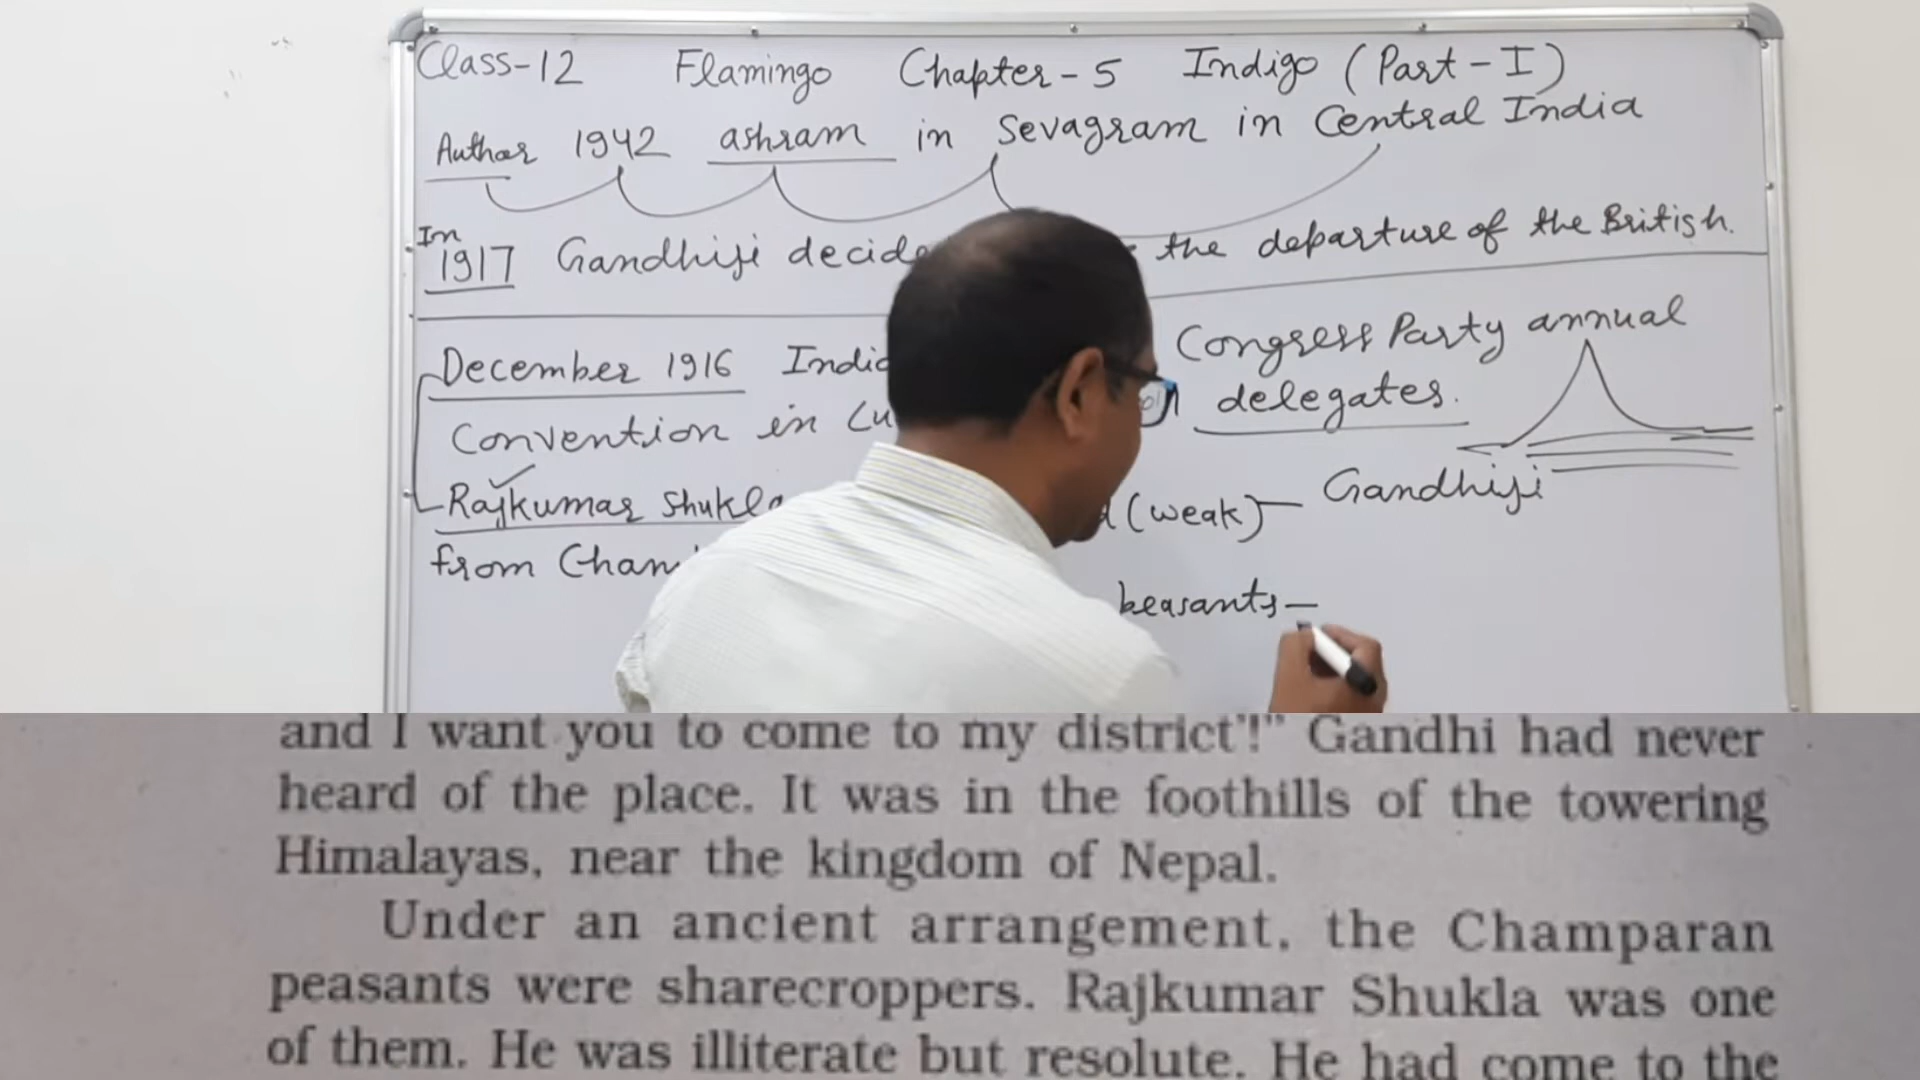 Class-12 Flamingo Chapter-5 Indigo (Part-I)
Author 1942 ashram in Sevagram in Central India
In
1917 Gandhiji decide the departure of the British.
December 1916 India Congress Party annual
Convention in Lu delegates.
Rajkumar Shukla (weak) — Gandhiji
from Cham
peasants —
and I want you to come to my district'!" Gandhi had never
heard of the place. It was in the foothills of the towering
Himalayas, near the kingdom of Nepal.
Under an ancient arrangement, the Champaran
peasants were sharecroppers. Rajkumar Shukla was one
of them. He was illiterate but resolute. He had come to the